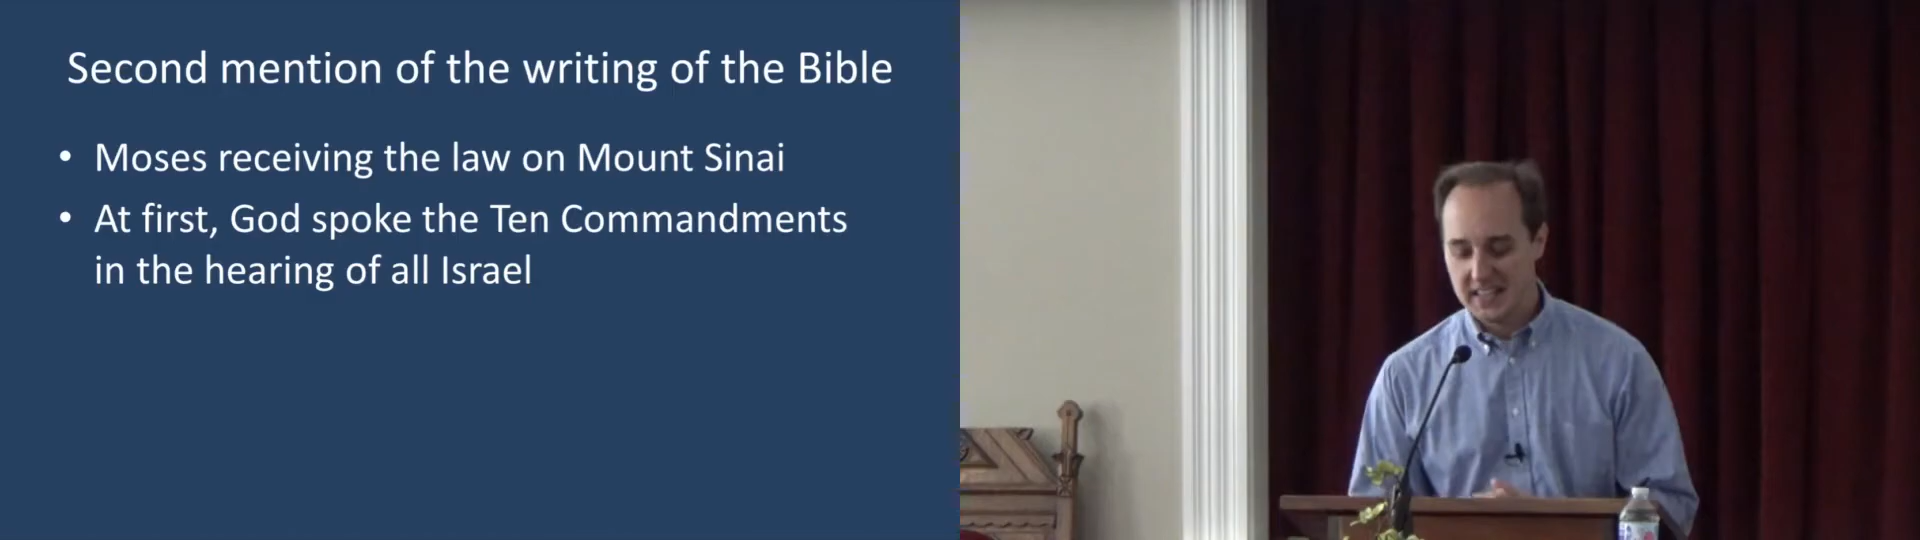 Second mention of the writing of the Bible
• Moses receiving the law on Mount Sinai
• At first, God spoke the Ten Commandments
in the hearing of all Israel